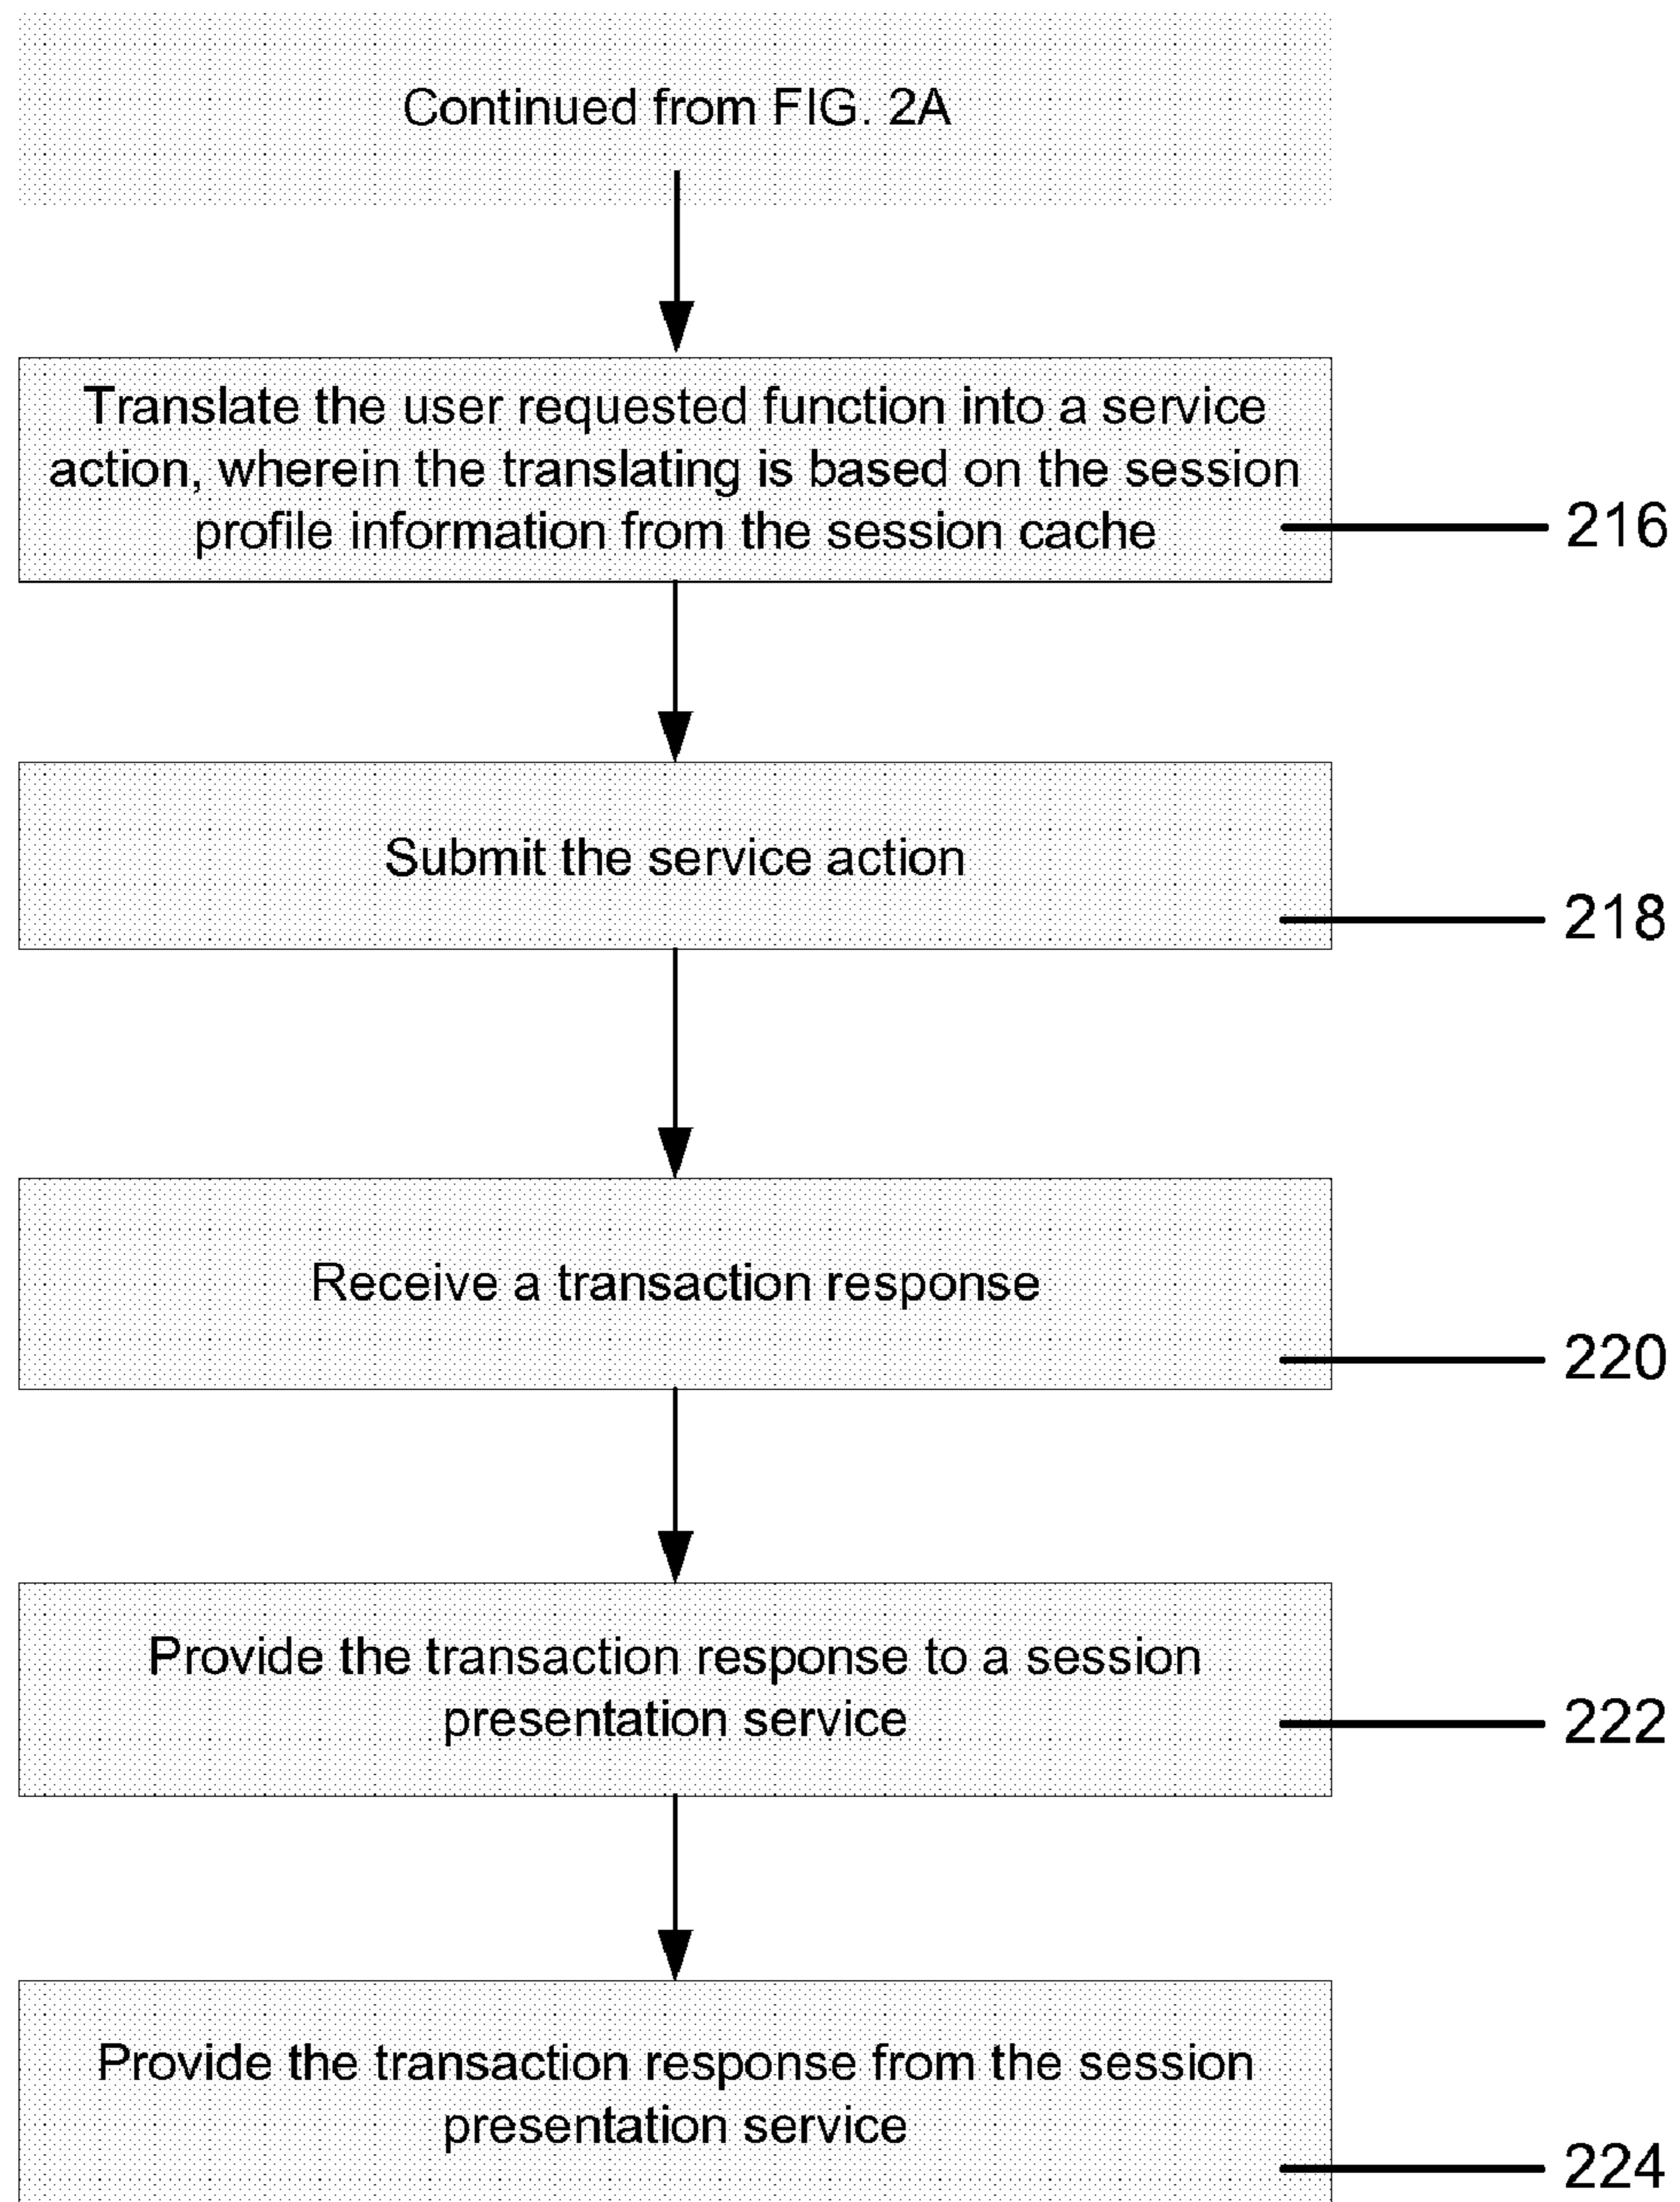 Continued from FIG. 2A
Translate the user requested function into a service
action, wherein the translating is based on the session
profile information from the session cache
216
Submit the service action
218
Receive a transaction response
220
Provide the transaction response to a session
presentation service
222
Provide the transaction response from the session
presentation service
224